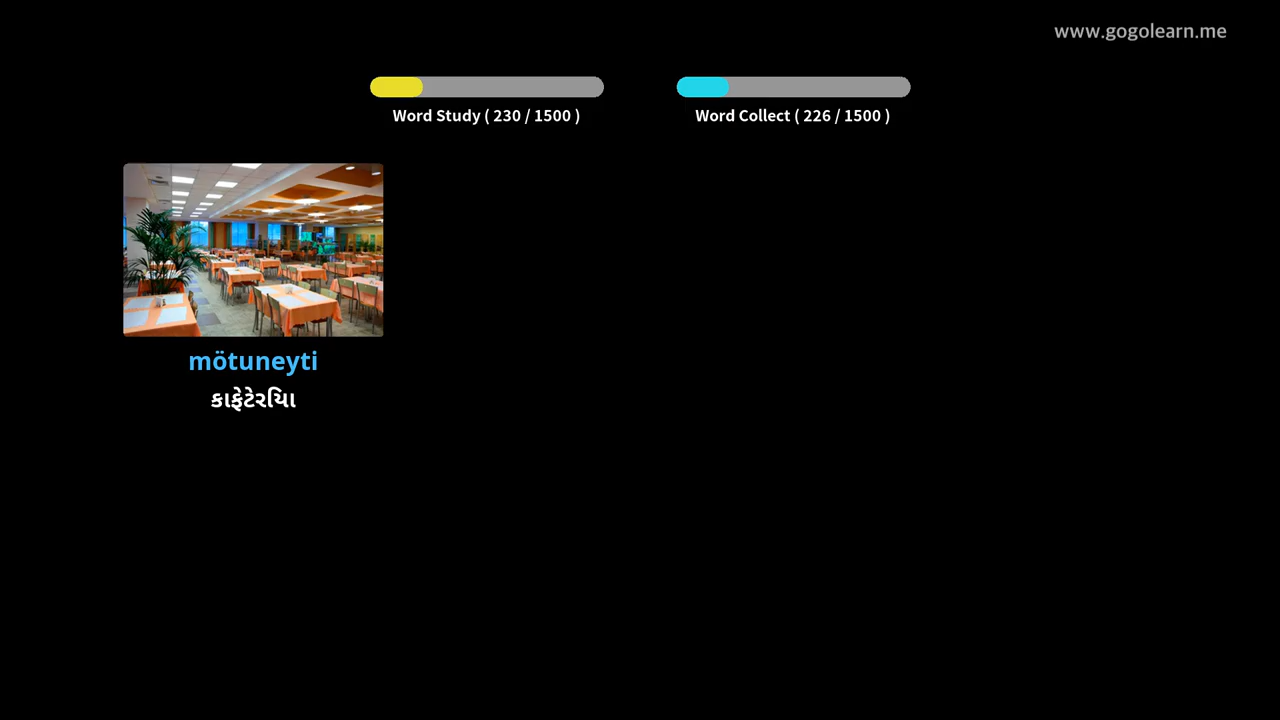 www.gogolearn.me
Word Study ( 230 / 1500 )
Word Collect ( 226 / 1500 )
mötuneyti
કાફેટેરિયા